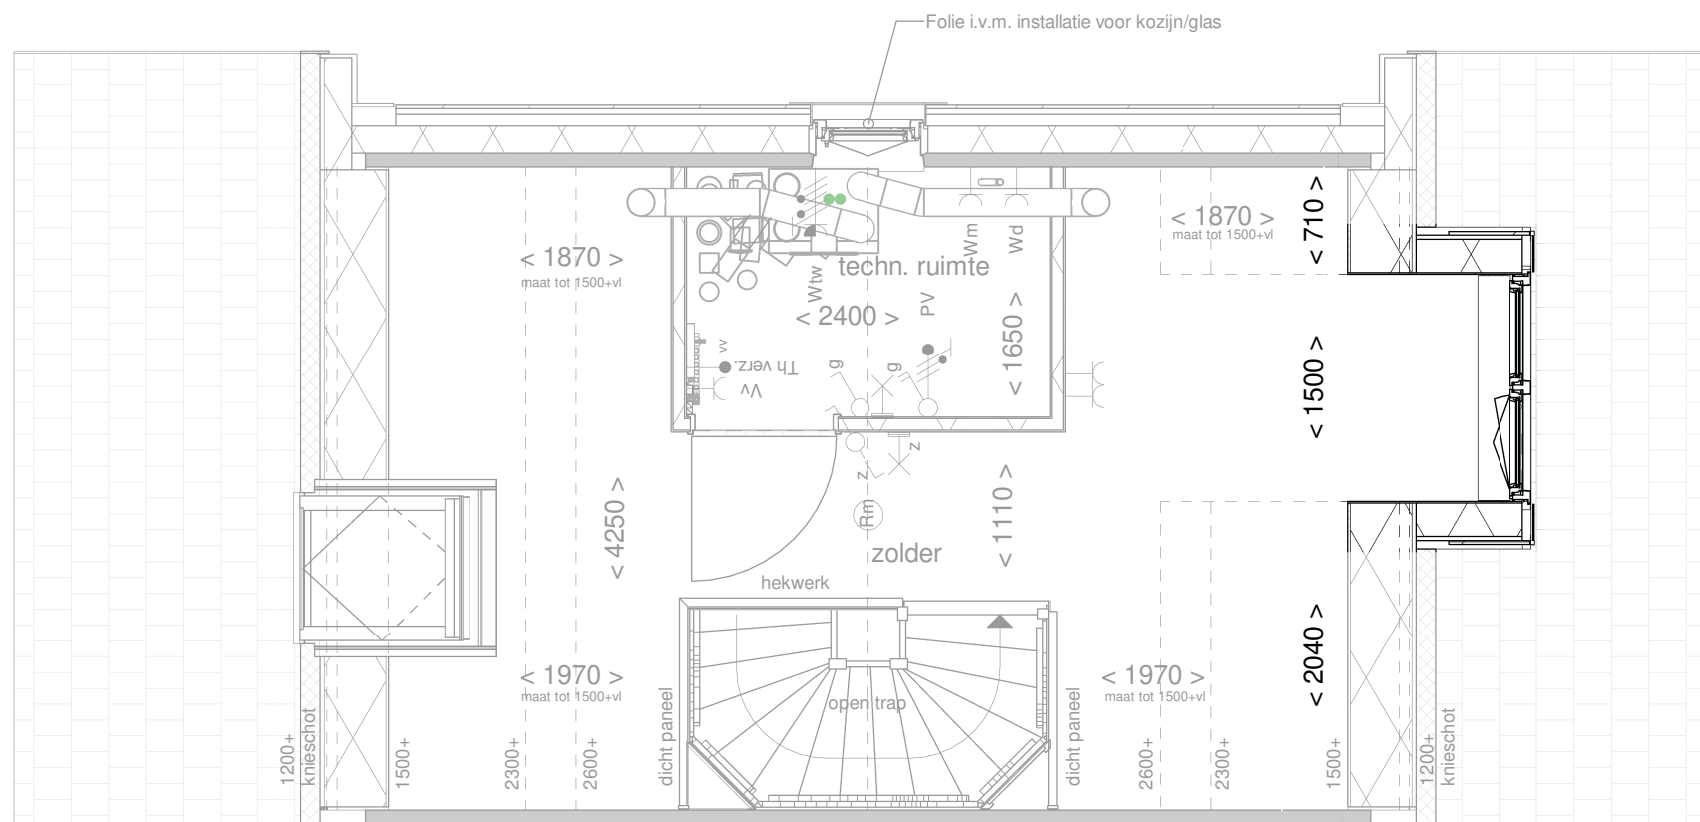 Folie i.v.m. installatie voor kozijn/glas
< 1870 >
maat tot 1500+vl
< 1870 >
maat tot 1500+vl
< 710 >
Wm
Wd
Wtw
techn. ruimte
< 2400 >
PV
< 1650 >
vv
Th verz.
Vv
g
g
< 1500 >
z
z
Rm
< 4250 >
< 1110 >
zolder
hekwerk
< 2040 >
< 1970 >
maat tot 1500+vl
< 1970 >
maat tot 1500+vl
open trap
dicht paneel
dicht paneel
1200+
knieschot
1500+
2300+
2600+
2600+
2300+
1500+
1200+
knieschot